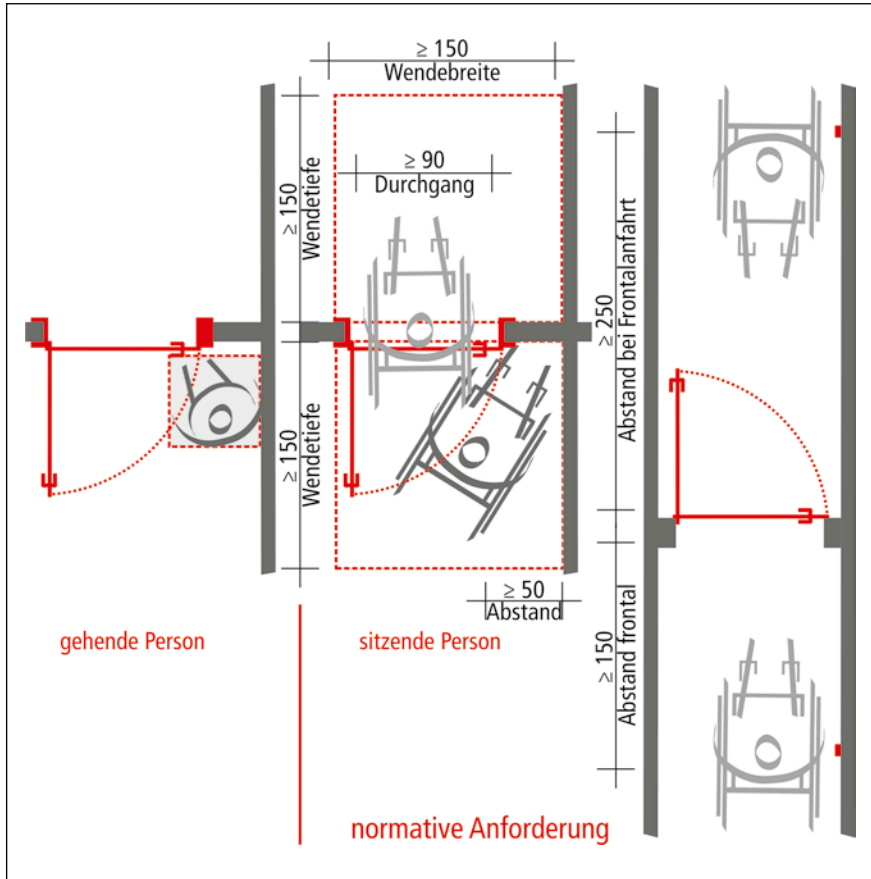 ≥ 150
Wendebreite
≥ 150
Wendetiefe
≥ 90
Durchgang
≥ 250
Abstand bei Frontalanfahrt
≥ 150
Wendetiefe
≥ 50
Abstand
≥ 150
Abstand frontal
gehende Person
sitzende Person
normative Anforderung